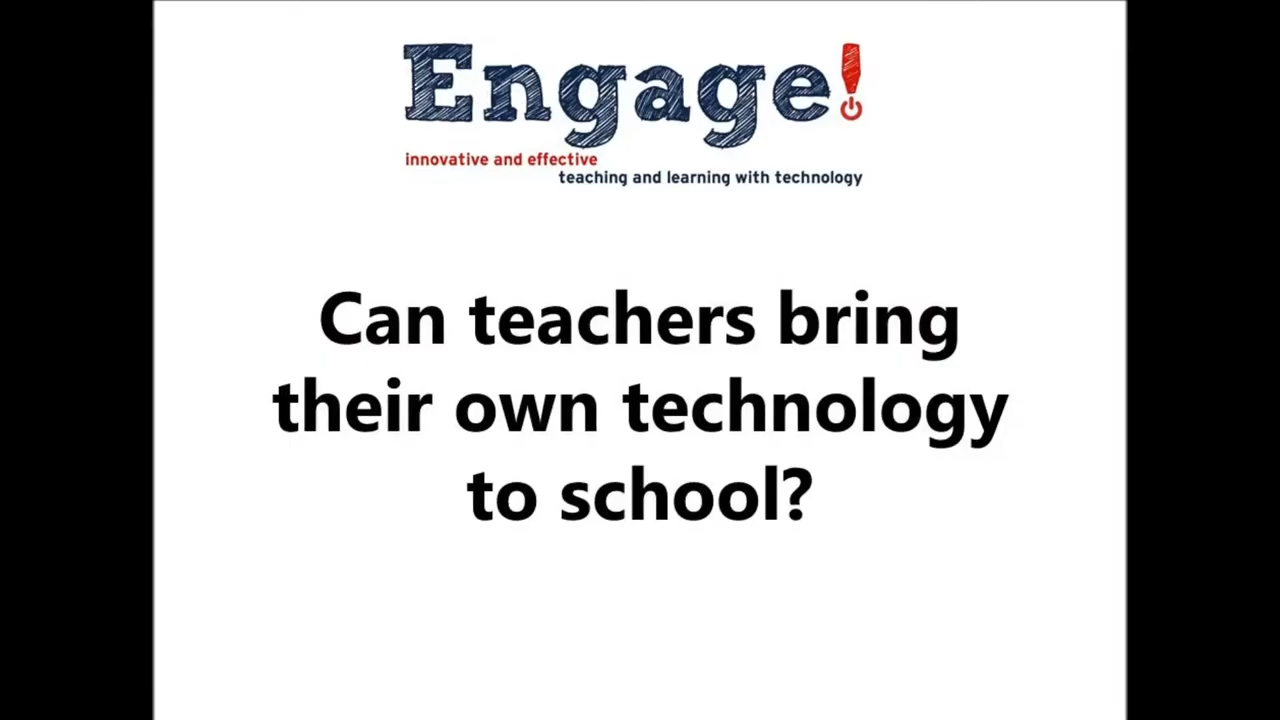 Engage!
innovative and effective
teaching and learning with technology
Can teachers bring
their own technology
to school?